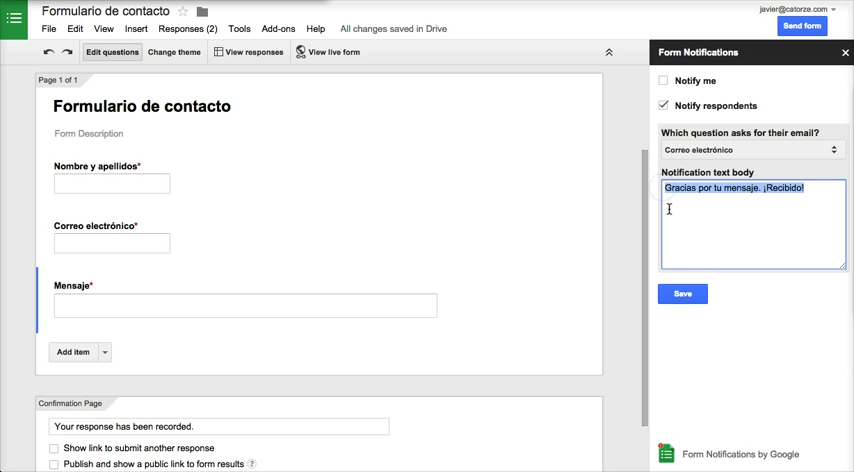 Formulario de contacto
javier@catorze.com
File Edit View Insert Responses (2) Tools Add-ons Help All changes saved in Drive
Send form
Edit questions Change theme View responses View live form
Form Notifications
Page 1 of 1
Notify me
Formulario de contacto
Notify respondents
Form Description
Which question asks for their email?
Correo electrónico
Nombre y apellidos*
Notification text body
Gracias por tu mensaje. ¡Recibido!
Correo electrónico*
Mensaje*
Save
Add item
Confirmation Page
Your response has been recorded.
Show link to submit another response
Publish and show a public link to form results ?
Form Notifications by Google